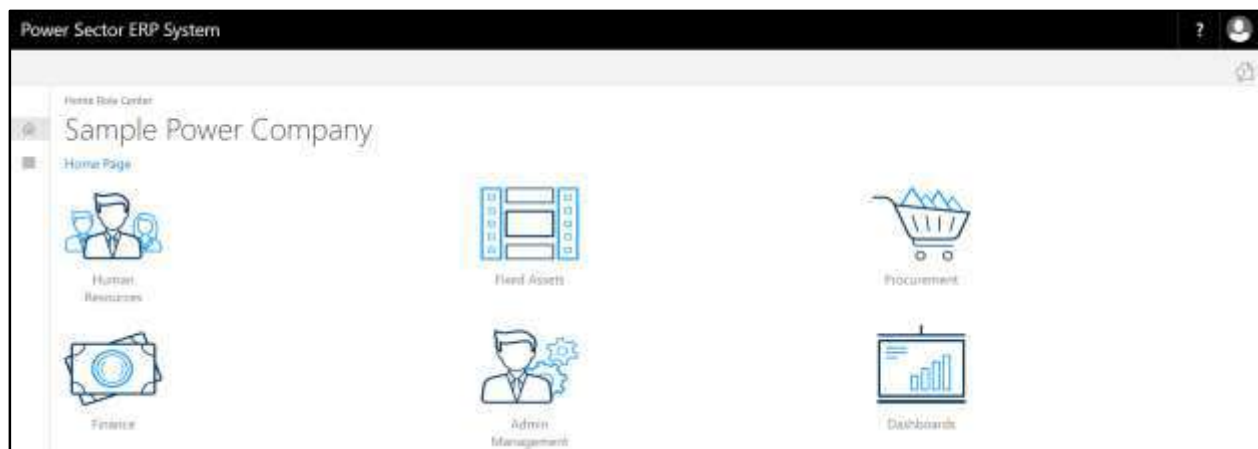 Power Sector ERP System
?
Home Role Center
Sample Power Company
Home Page
Human
Resources
Fixed Assets
Procurement
Finance
Admin
Management
Dashboards